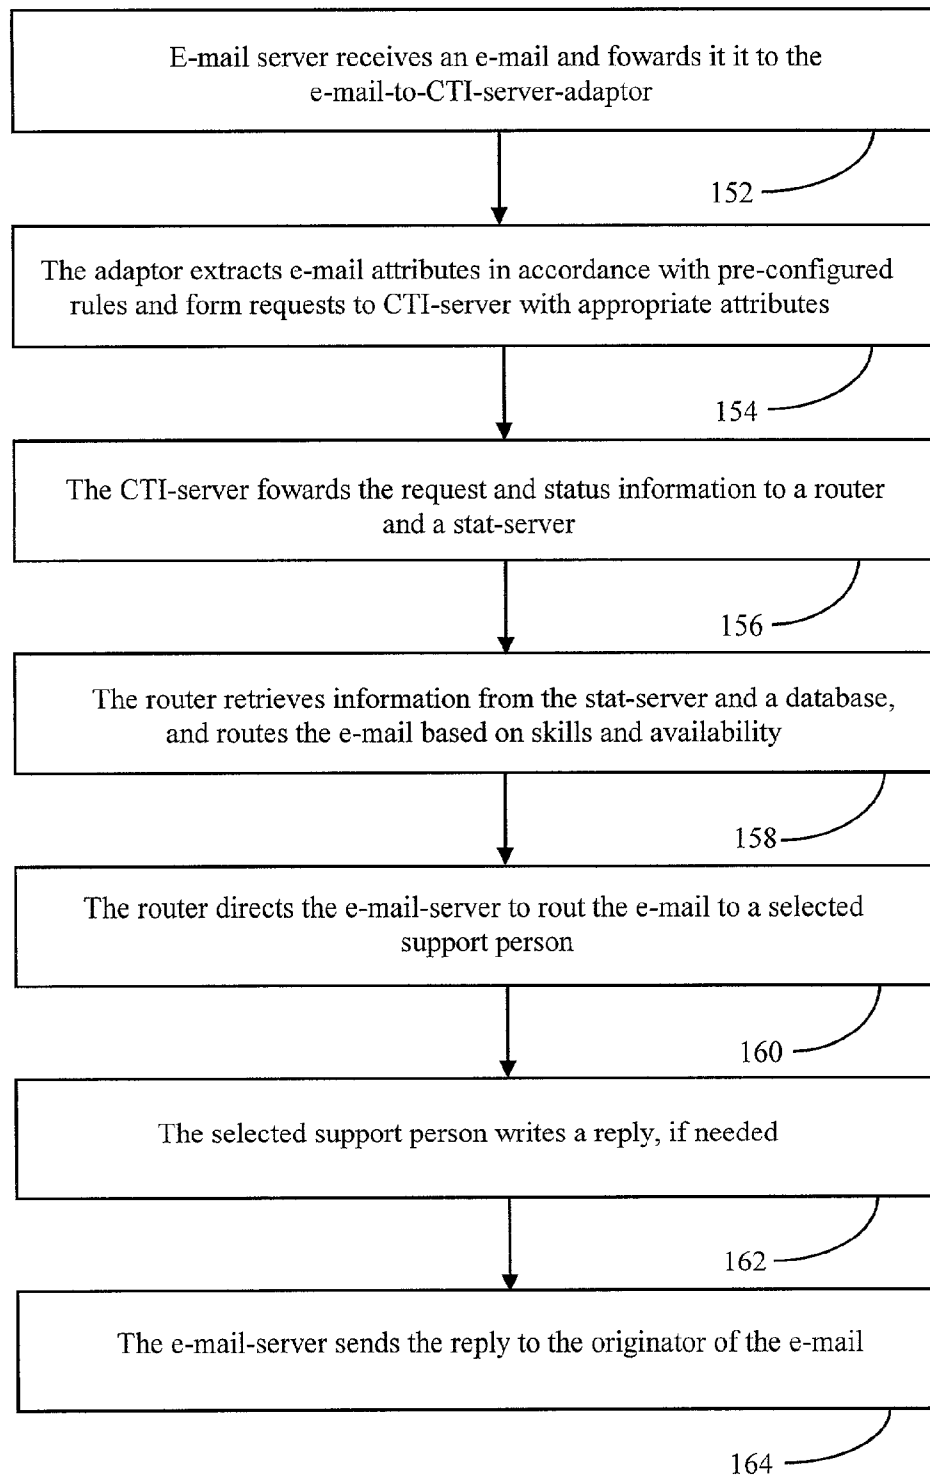 E-mail server receives an e-mail and fowards it it to the
e-mail-to-CTI-server-adaptor
152
The adaptor extracts e-mail attributes in accordance with pre-configured
rules and form requests to CTI-server with appropriate attributes
154
The CTI-server fowards the request and status information to a router
and a stat-server
156
The router retrieves information from the stat-server and a database,
and routes the e-mail based on skills and availability
158
The router directs the e-mail-server to rout the e-mail to a selected
support person
160
The selected support person writes a reply, if needed
162
The e-mail-server sends the reply to the originator of the e-mail
164